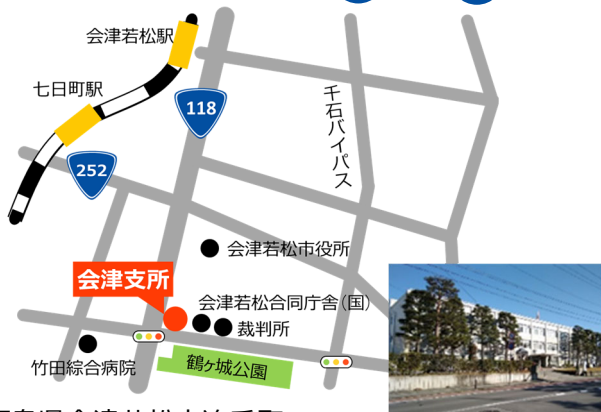 会津若松駅
七日町駅
118
千石バイパス
252
会津若松市役所
会津支所
会津若松合同庁舎(国)
裁判所
竹田綜合病院
鶴ヶ城公園